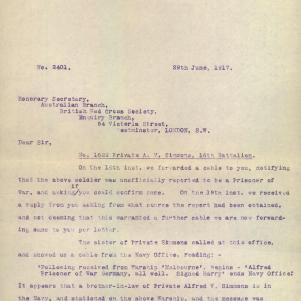 No. 2401.
29th June, 1917.
Honorary Secretary,
Australian Branch,
British Red Cross Society,
Enquiry Branch,
54 Victoria Street,
Westminster, LONDON, S.W.
Dear Sir,
No. 1622 Private A. V. Simmons, 16th Battalion.
On the 16th inst. we forwarded a cable to you, notifying
that the above soldier was unofficially reported to be a Prisoner of
War, and asking if you could confirm same. On the 19th inst. we received
a reply from you asking from what source the report had been obtained,
and not deeming that this warranted a further cable we are now forward-
ing same to you per letter.
The sister of Private Simmons called at this office,
and showed us a cable from the Navy Office, reading: -
'Following received from Warship "Melbourne". Begins - 'Alfred
Prisoner of War Germany, all well. Signed Harry' ends Navy Office!
It appears that a brother-in-law of Private Alfred V. Simmons is
in the Navy, and stationed on the above Warship, and the message was